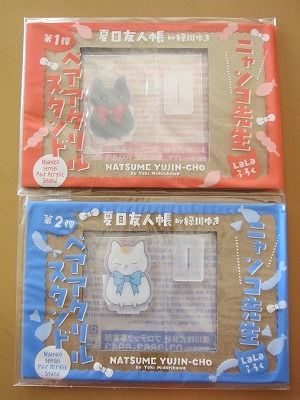 第1弾
夏目友人帳 by 緑川ゆき
ニャンコ先生
ペアアクリル
スタンド
Nyanko
Sensei
Pair Acrylic
Stand
LaLa
ふろく
NATSUME YUJIN-CHO
by Yuki Midorikawa
第2弾
夏目友人帳 by 緑川ゆき
ニャンコ先生
ペアアクリル
スタンド
Nyanko
Sensei
Pair Acrylic
Stand
LaLa
ふろく
NATSUME YUJIN-CHO
by Yuki Midorikawa